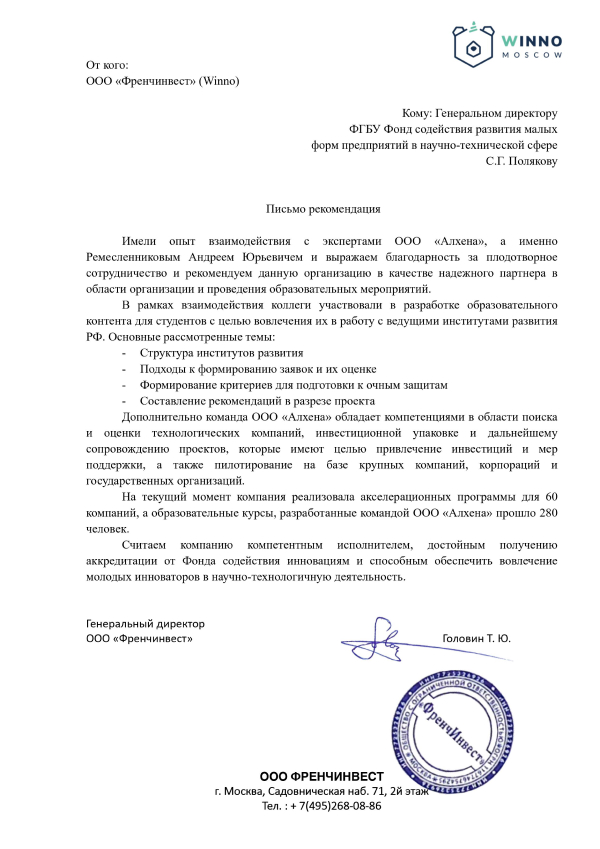 WINNO
MOSCOW
От кого:
ООО «Френчинвест» (Winno)
Кому: Генеральном директору
ФГБУ Фонд содействия развития малых
форм предприятий в научно-технической сфере
С.Г. Полякову
Письмо рекомендация
Имели опыт взаимодействия с экспертами ООО «Алхена», а именно
Ремесленниковым Андреем Юрьевичем и выражаем благодарность за плодотворное
сотрудничество и рекомендуем данную организацию в качестве надежного партнера в
области организации и проведения образовательных мероприятий.
В рамках взаимодействия коллеги участвовали в разработке образовательного
контента для студентов с целью вовлечения их в работу с ведущими институтами развития
РФ. Основные рассмотренные темы:
- Структура институтов развития
- Подходы к формированию заявок и их оценке
- Формирование критериев для подготовки к очным защитам
- Составление рекомендаций в разрезе проекта
Дополнительно команда ООО «Алхена» обладает компетенциями в области поиска
и оценки технологических компаний, инвестиционной упаковке и дальнейшему
сопровождению проектов, которые имеют целью привлечение инвестиций и мер
поддержки, а также пилотирование на базе крупных компаний, корпораций и
государственных организаций.
На текущий момент компания реализовала акселерационных программы для 60
компаний, а образовательные курсы, разработанные командой ООО «Алхена» прошло 280
человек.
Считаем компанию компетентным исполнителем, достойным получению
аккредитации от Фонда содействия инновациям и способным обеспечить вовлечение
молодых инноваторов в научно-технологичную деятельность.
Генеральный директор
ООО «Френчинвест»
Головин Т. Ю.
ОБЩЕСТВО С ОГРАНИЧЕННОЙ ОТВЕТСТВЕННОСТЬЮ
МОСКВА
«ФренчИнвест»
ООО ФРЕНЧИНВЕСТ
г. Москва, Садовническая наб. 71, 2й этаж
Тел. : + 7(495)268-08-86